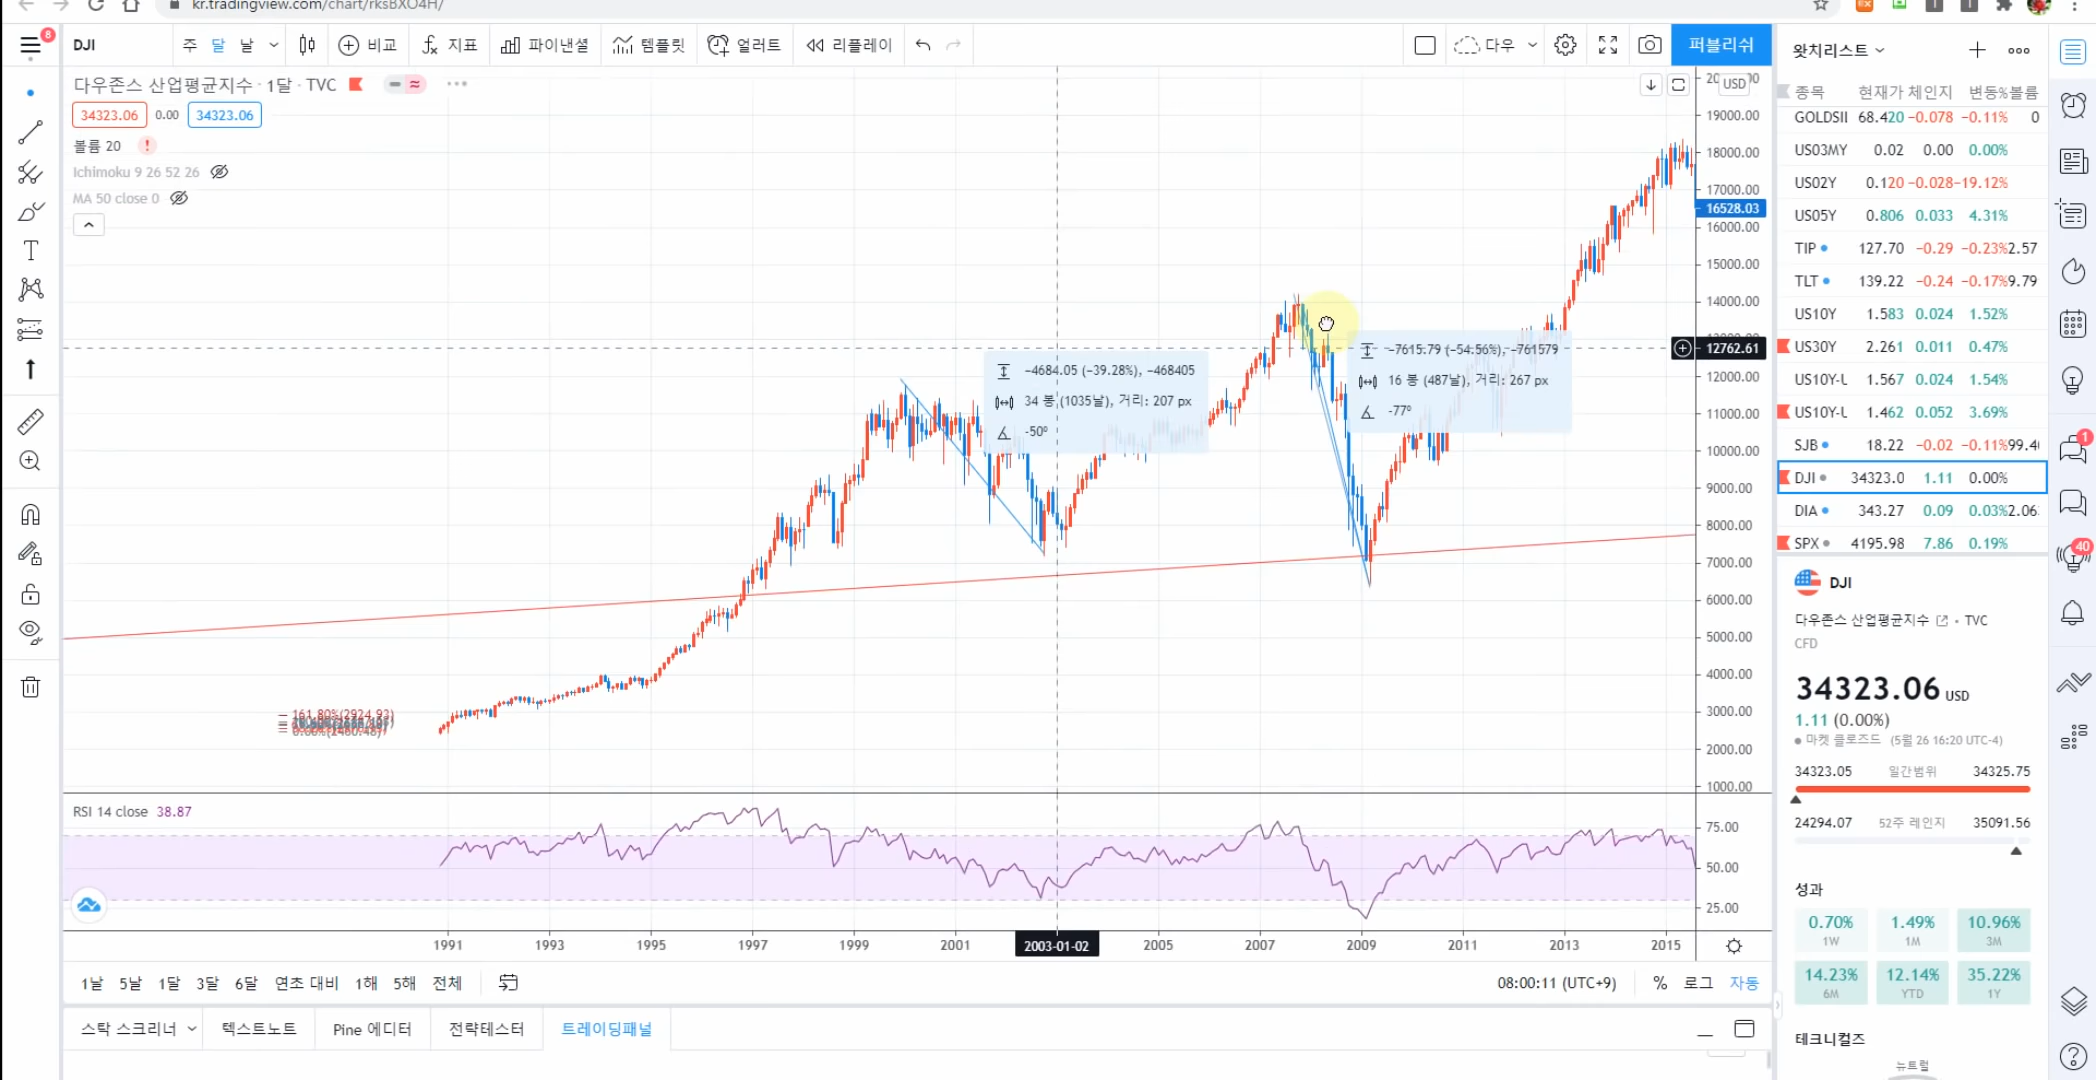 kr.tradingview.com/chart/rksBXO4H/
8
DJI 주 달 날 비교 지표 파이낸셜 템플릿 얼러트 리플레이 다우 퍼블리쉬
다우존스 산업평균지수 · 1달 · TVC
34323.06 0.00 34323.06
볼륨 20 !
Ichimoku 9 26 52 26
MA 50 close 0
USD
19000.00
18000.00
17000.00
16528.03
16000.00
15000.00
14000.00
12762.61
12000.00
11000.00
10000.00
9000.00
8000.00
7000.00
6000.00
5000.00
4000.00
3000.00
2000.00
1000.00
-4684.05 (-39.28%), -468405
34 봉 (1035날), 거리: 207 px
-50º
-7615.79 (-54.56%), -761579
16 봉 (487날), 거리: 267 px
-77º
161.80%(2924.93)
0.00%(2460.48)
RSI 14 close 38.87
75.00
50.00
25.00
1991 1993 1995 1997 1999 2001 2003-01-02 2005 2007 2009 2011 2013 2015
1날 5날 1달 3달 6달 연초 대비 1해 5해 전체 08:00:11 (UTC+9) % 로그 자동
스탁 스크리너 텍스트노트 Pine 에디터 전략테스터 트레이딩패널
왓치리스트
종목 현재가 체인지 변동% 볼륨
GOLDSII 68.420 -0.078 -0.11% 0
US03MY 0.02 0.00 0.00%
US02Y 0.120 -0.028 -19.12%
US05Y 0.806 0.033 4.31%
TIP 127.70 -0.29 -0.23% 2.57
TLT 139.22 -0.24 -0.17% 9.79
US10Y 1.583 0.024 1.52%
US30Y 2.261 0.011 0.47%
US10Y-U 1.567 0.024 1.54%
US10Y-U 1.462 0.052 3.69%
SJB 18.22 -0.02 -0.11% 99.4
DJI 34323.0 1.11 0.00%
DIA 343.27 0.09 0.03% 2.06
SPX 4195.98 7.86 0.19%
DJI
다우존스 산업평균지수 • TVC
CFD
34323.06 USD
1.11 (0.00%)
마켓 클로즈드 (5월 26 16:20 UTC-4)
34323.05 일간범위 34325.75
24294.07 52주 레인지 35091.56
성과
0.70% 1.49% 10.96%
1W 1M 3M
14.23% 12.14% 35.22%
6M YTD 1Y
테크니컬즈
뉴트럴
1
40